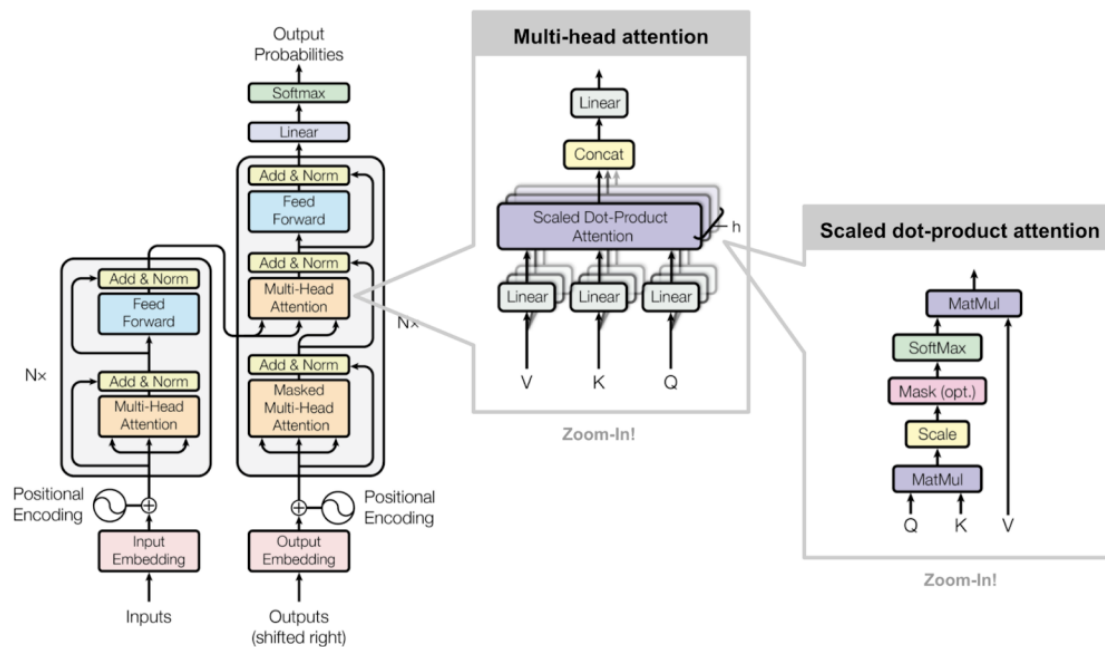 Output
Probabilities
Softmax
Linear
Add & Norm
Feed
Forward
Add & Norm
Multi-Head
Attention
Nx
Add & Norm
Masked
Multi-Head
Attention
Positional
Encoding
Output
Embedding
Outputs
(shifted right)
Add & Norm
Feed
Forward
Nx
Add & Norm
Multi-Head
Attention
Positional
Encoding
Input
Embedding
Inputs
Multi-head attention
Linear
Concat
Scaled Dot-Product
Attention
h
Linear
Linear
Linear
V
K
Q
Zoom-In!
Scaled dot-product attention
MatMul
SoftMax
Mask (opt.)
Scale
MatMul
Q
K
V
Zoom-In!